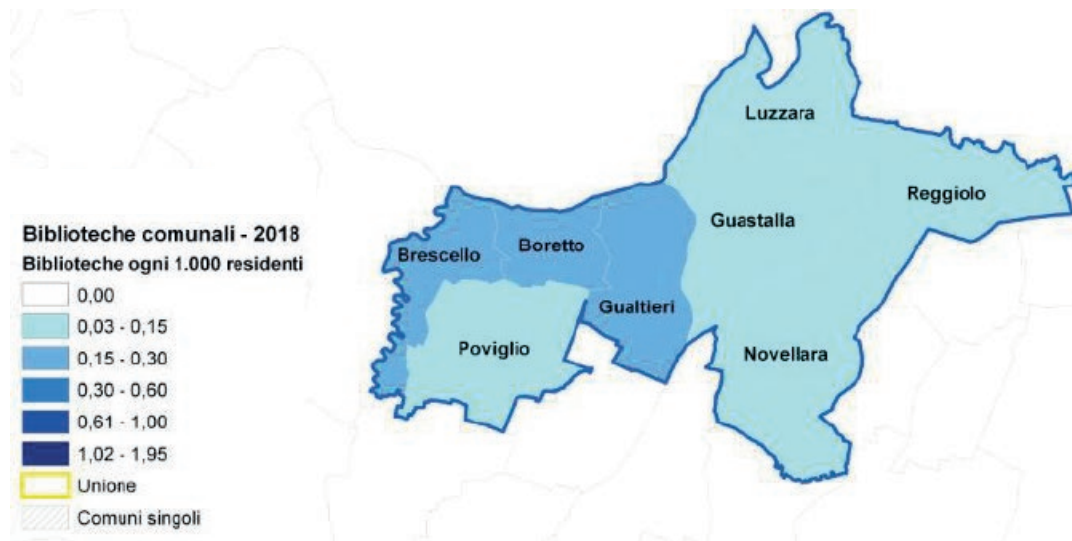 Luzzara
Reggiolo
Guastalla
Biblioteche comunali - 2018
Boretto
Brescello
Biblioteche ogni 1.000 residenti
0,00
Gualtieri
0,03 - 0,15
Poviglio
Novellara
0,15 - 0,30
0,30 - 0,60
0,61 - 1,00
1,02 - 1,95
Unione
Comuni singoli